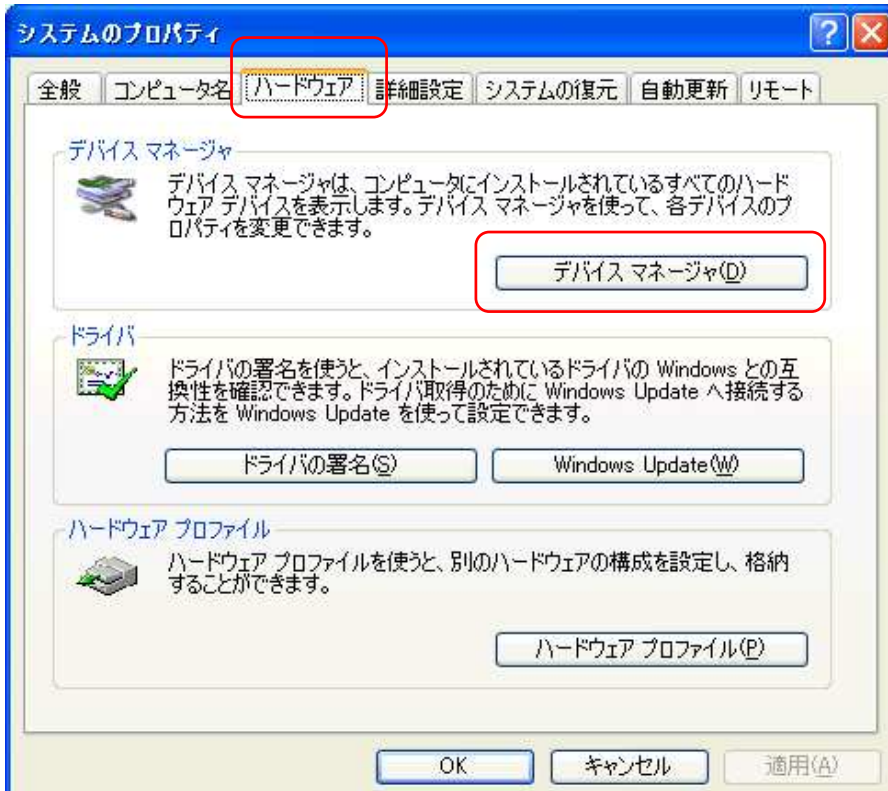 システムのプロパティ
全般 コンピュータ名 ハードウェア 詳細設定 システムの復元 自動更新 リモート
デバイス マネージャ
デバイス マネージャは、コンピュータにインストールされているすべてのハード
ウェア デバイスを表示します。デバイス マネージャを使って、各デバイスのプ
ロパティを変更できます。
デバイス マネージャ(D)
ドライバ
ドライバの署名を使うと、インストールされているドライバの Windows との互
換性を確認できます。ドライバ取得のために Windows Update へ接続する
方法を Windows Update を使って設定できます。
ドライバの署名(S) Windows Update(W)
ハードウェア プロファイル
ハードウェア プロファイルを使うと、別のハードウェアの構成を設定し、格納
することができます。
ハードウェア プロファイル(P)
OK キャンセル 適用(A)